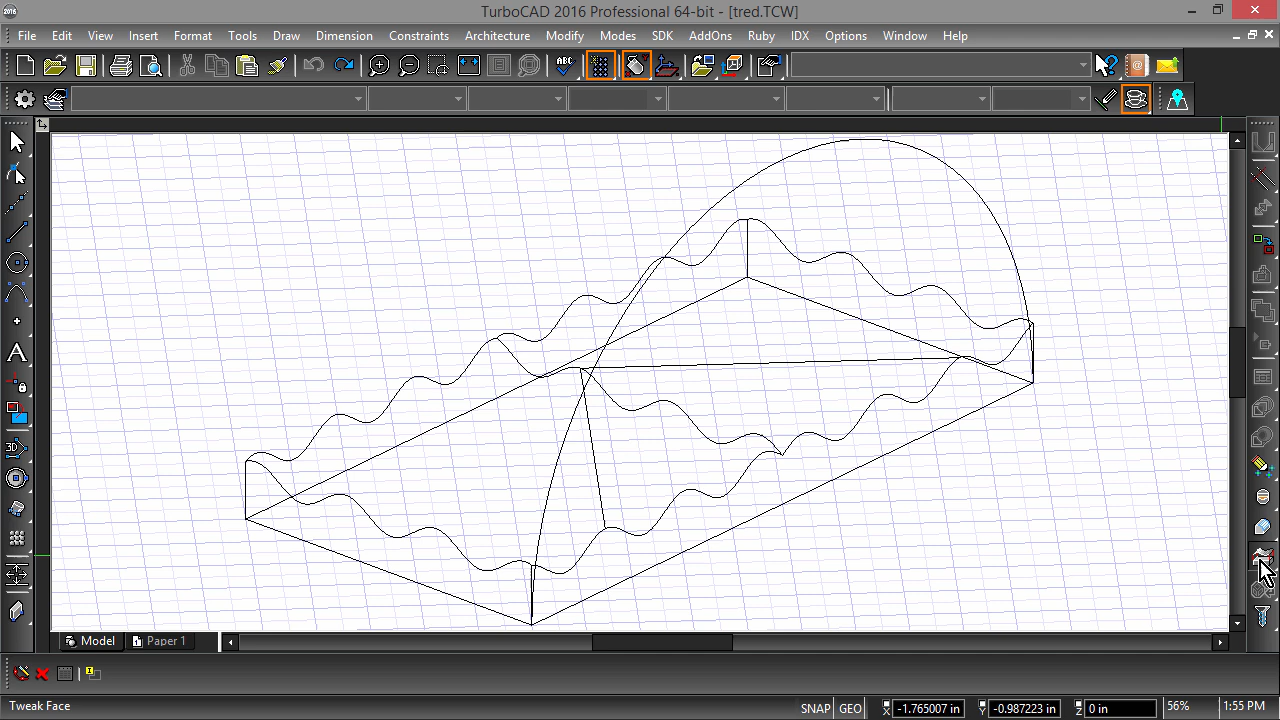 2016
TurboCAD 2016 Professional 64-bit - [tred.TCW]
File Edit View Insert Format Tools Draw Dimension Constraints Architecture Modify Modes SDK AddOns Ruby IDX Options Window Help
ABC
?
@
A
3D
Model Paper 1
Tweak Face
SNAP GEO X -1.765007 in Y -0.987223 in Z 0 in 56% 1:55 PM